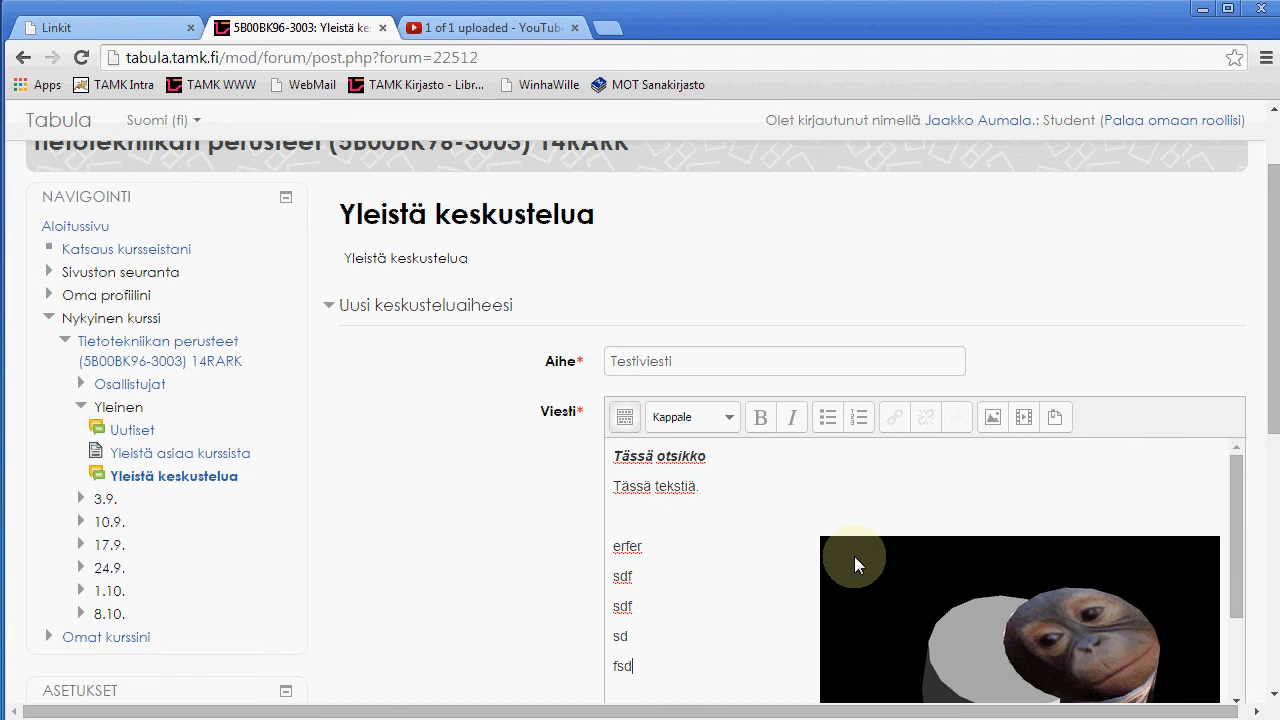 Linkit
5B00BK96-3003: Yleistä ke
1 of 1 uploaded - YouTub
tabula.tamk.fi/mod/forum/post.php?forum=22512
Apps TAMK Intra TAMK WWW WebMail TAMK Kirjasto - Libr... WinhaWille MOT Sanakirjasto
Tabula Suomi (fi) Olet kirjautunut nimellä Jaakko Aumala.: Student (Palaa omaan rooliisi)
Tietotekniikan perusteet (5B00BK96-3003) 14RARK
NAVIGOINTI
Aloitussivu
Katsaus kursseistani
Sivuston seuranta
Oma profiilini
Nykyinen kurssi
Tietotekniikan perusteet
(5B00BK96-3003) 14RARK
Osallistujat
Yleinen
Uutiset
Yleistä asiaa kurssista
Yleistä keskustelua
3.9.
10.9.
17.9.
24.9.
1.10.
8.10.
Omat kurssini
ASETUKSET
Yleistä keskustelua
Yleistä keskustelua
Uusi keskusteluaiheesi
Aihe* Testiviesti
Viesti*
Kappale B I
Tässä otsikko
Tässä tekstiä.
erfer
sdf
sdf
sd
fsd